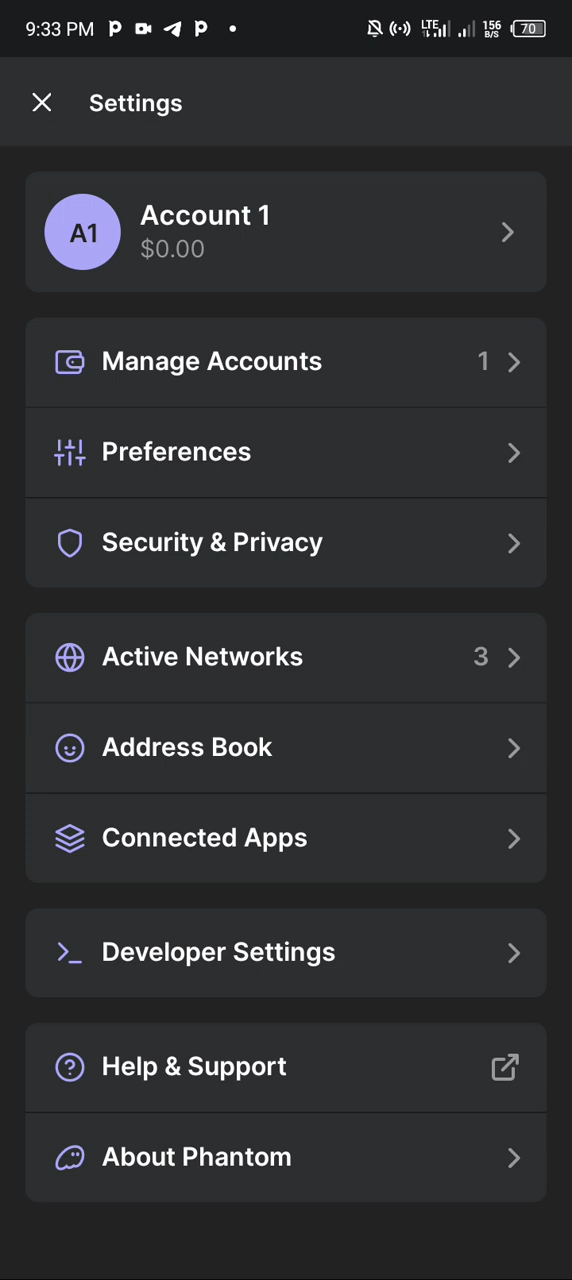 9:33 PM
LTE
156
B/S
70
Settings
A1
Account 1
$0.00
Manage Accounts 1
Preferences
Security & Privacy
Active Networks 3
Address Book
Connected Apps
Developer Settings
Help & Support
About Phantom